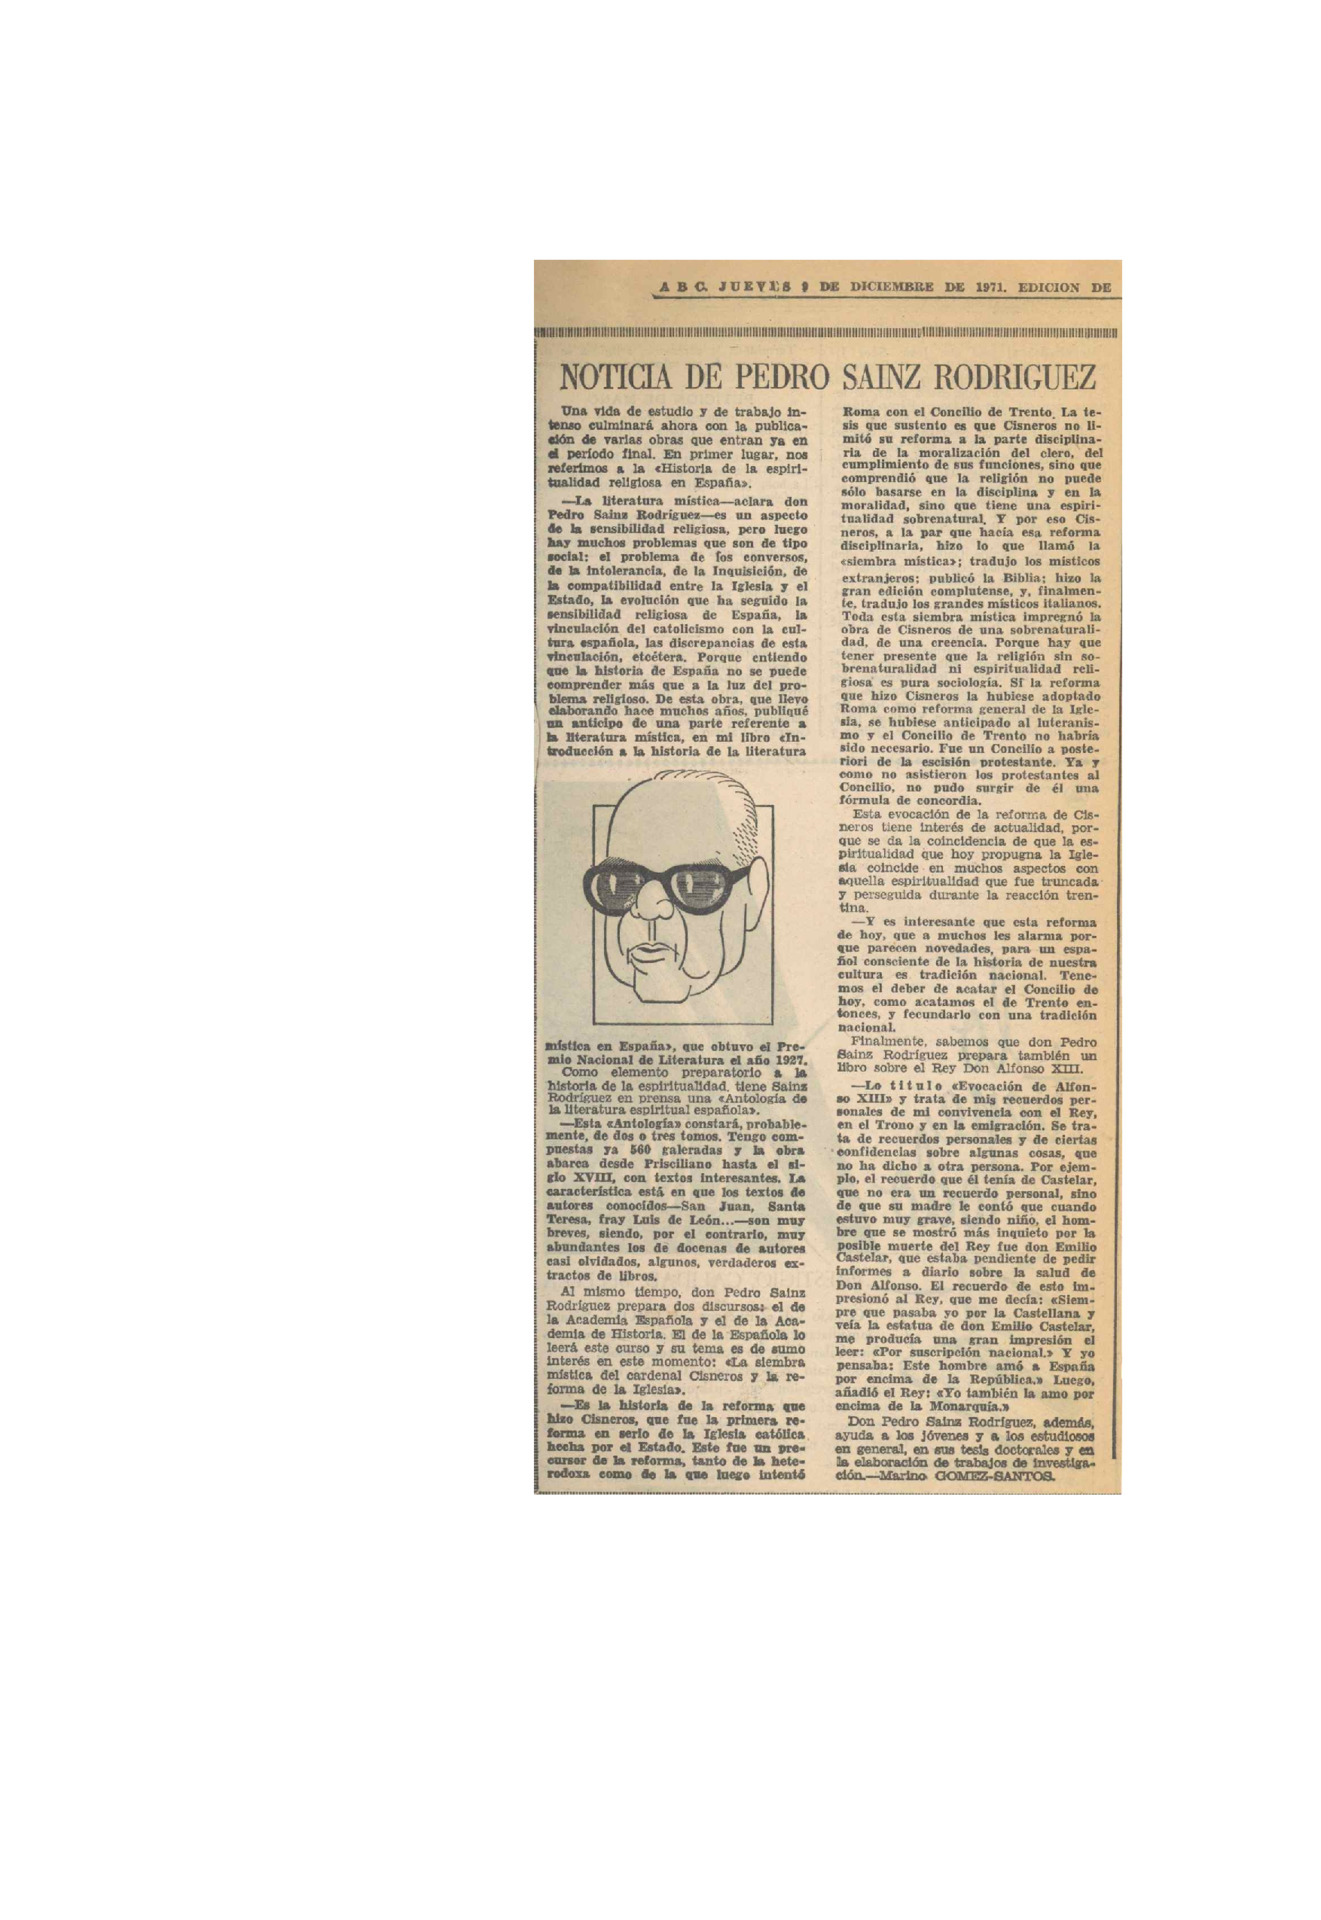 A B C. JUEVES 9 DE DICIEMBRE DE 1971. EDICION DE
NOTICIA DE PEDRO SAINZ RODRIGUEZ
Una vida de estudio y de trabajo in-
tenso culminará ahora con la publica-
ción de varias obras que entran ya en
el período final. En primer lugar, nos
referimos a la «Historia de la espiri-
tualidad religiosa en España».
—La literatura mística—aclara don
Pedro Sainz Rodríguez—es un aspecto
de la sensibilidad religiosa, pero luego
hay muchos problemas que son de tipo
social: el problema de los conversos,
de la intolerancia, de la Inquisición, de
la compatibilidad entre la Iglesia y el
Estado, la evolución que ha seguido la
sensibilidad religiosa de España, la
vinculación del catolicismo con la cul-
tura española, las discrepancias de esta
vinculación, etcétera. Porque entiendo
que la historia de España no se puede
comprender más que a la luz del pro-
blema religioso. De esta obra, que llevo
elaborando hace muchos años, publiqué
un anticipo de una parte referente a
la literatura mística, en mi libro «In-
troducción a la historia de la literatura
mística en España», que obtuvo el Pre-
mio Nacional de Literatura el año 1927.
Como elemento preparatorio a la
historia de la espiritualidad, tiene Sainz
Rodríguez en prensa una «Antología de
la literatura espiritual española».
—Esta «Antología» constará, probable-
mente, de dos o tres tomos. Tengo com-
puestas ya 560 galeradas y la obra
abarca desde Prisciliano hasta el si-
glo XVIII, con textos interesantes. La
característica está en que los textos de
autores conocidos—San Juan, Santa
Teresa, fray Luis de León...—son muy
breves, siendo, por el contrario, muy
abundantes los de docenas de autores
casi olvidados, algunos, verdaderos ex-
tractos de libros.
Al mismo tiempo, don Pedro Sainz
Rodríguez prepara dos discursos: el de
la Academia Española y el de la Aca-
demia de Historia. El de la Española lo
leerá este curso y su tema es de sumo
interés en este momento: «La siembra
mística del cardenal Cisneros y la re-
forma de la Iglesia».
—Es la historia de la reforma que
hizo Cisneros, que fue la primera re-
forma en serio de la Iglesia católica
hecha por el Estado. Este fue un pre-
cursor de la reforma, tanto de la hete-
rodoxa como de la que luego intentó
Roma con el Concilio de Trento. La te-
sis que sustento es que Cisneros no li-
mitó su reforma a la parte disciplina-
ria de la moralización del clero, del
cumplimiento de sus funciones, sino que
comprendió que la religión no puede
sólo basarse en la disciplina y en la
moralidad, sino que tiene una espiri-
tualidad sobrenatural. Y por eso Cis-
neros, a la par que hacía esa reforma
disciplinaria, hizo lo que llamó la
«siembra mística»; tradujo los místicos
extranjeros; publicó la Biblia; hizo la
gran edición complutense, y, finalmen-
te, tradujo los grandes místicos italianos.
Toda esta siembra mística impregnó la
obra de Cisneros de una sobrenaturali-
dad, de una creencia. Porque hay que
tener presente que la religión sin so-
brenaturalidad ni espiritualidad reli-
giosa es pura sociología. Si la reforma
que hizo Cisneros la hubiese adoptado
Roma como reforma general de la Igle-
sia, se hubiese anticipado al luteranis-
mo y el Concilio de Trento no habría
sido necesario. Fue un Concilio a poste-
riori de la escisión protestante. Ya y
como no asistieron los protestantes al
Concilio, no pudo surgir de él una
fórmula de concordia.
Esta evocación de la reforma de Cis-
neros tiene interés de actualidad, por-
que se da la coincidencia de que la es-
piritualidad que hoy propugna la Igle-
sia coincide en muchos aspectos con
aquella espiritualidad que fue truncada
y perseguida durante la reacción tren-
tina.
—Y es interesante que esta reforma
de hoy, que a muchos les alarma por-
que parecen novedades, para un espa-
ñol consciente de la historia de nuestra
cultura es tradición nacional. Tene-
mos el deber de acatar el Concilio de
hoy, como acatamos el de Trento en-
tonces, y fecundarlo con una tradición
nacional.
Finalmente, sabemos que don Pedro
Sainz Rodríguez prepara también un
libro sobre el Rey Don Alfonso XIII.
—Lo titulo «Evocación de Alfon-
so XIII» y trata de mis recuerdos per-
sonales de mi convivencia con el Rey,
en el Trono y en la emigración. Se tra-
ta de recuerdos personales y de ciertas
confidencias sobre algunas cosas, que
no ha dicho a otra persona. Por ejem-
plo, el recuerdo que él tenía de Castelar,
que no era un recuerdo personal, sino
de que su madre le contó que cuando
estuvo muy grave, siendo niño, el hom-
bre que se mostró más inquieto por la
posible muerte del Rey fue don Emilio
Castelar, que estaba pendiente de pedir
informes a diario sobre la salud de
Don Alfonso. El recuerdo de esto im-
presionó al Rey, que me decía: «Siem-
pre que pasaba yo por la Castellana y
veía la estatua de don Emilio Castelar,
me producía una gran impresión el
leer: «Por suscripción nacional.» Y yo
pensaba: Este hombre amó a España
por encima de la República.» Luego,
añadió el Rey: «Yo también la amo por
encima de la Monarquía.»
Don Pedro Sainz Rodríguez, además,
ayuda a los jóvenes y a los estudiosos
en general, en sus tesis doctorales y en
la elaboración de trabajos de investiga-
ción.—Marino GOMEZ-SANTOS.